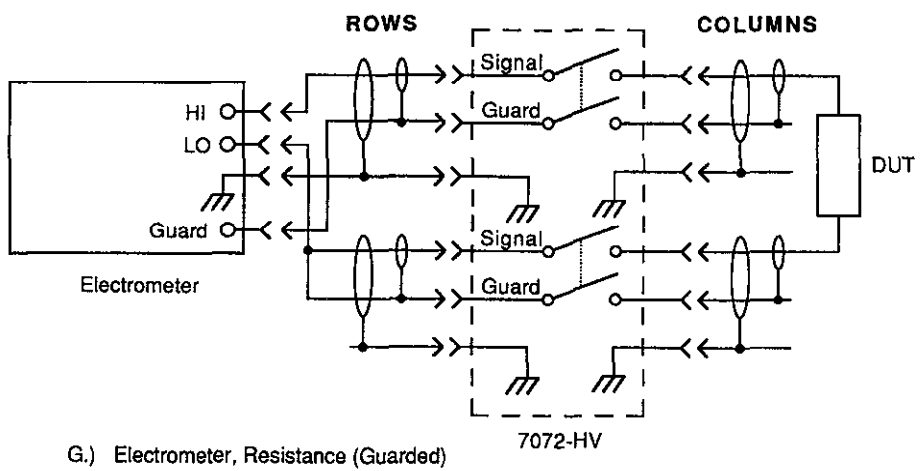 ROWS
COLUMNS
Signal
HI
Guard
LO
DUT
Guard
Signal
Electrometer
Guard
7072-HV
G.) Electrometer, Resistance (Guarded)